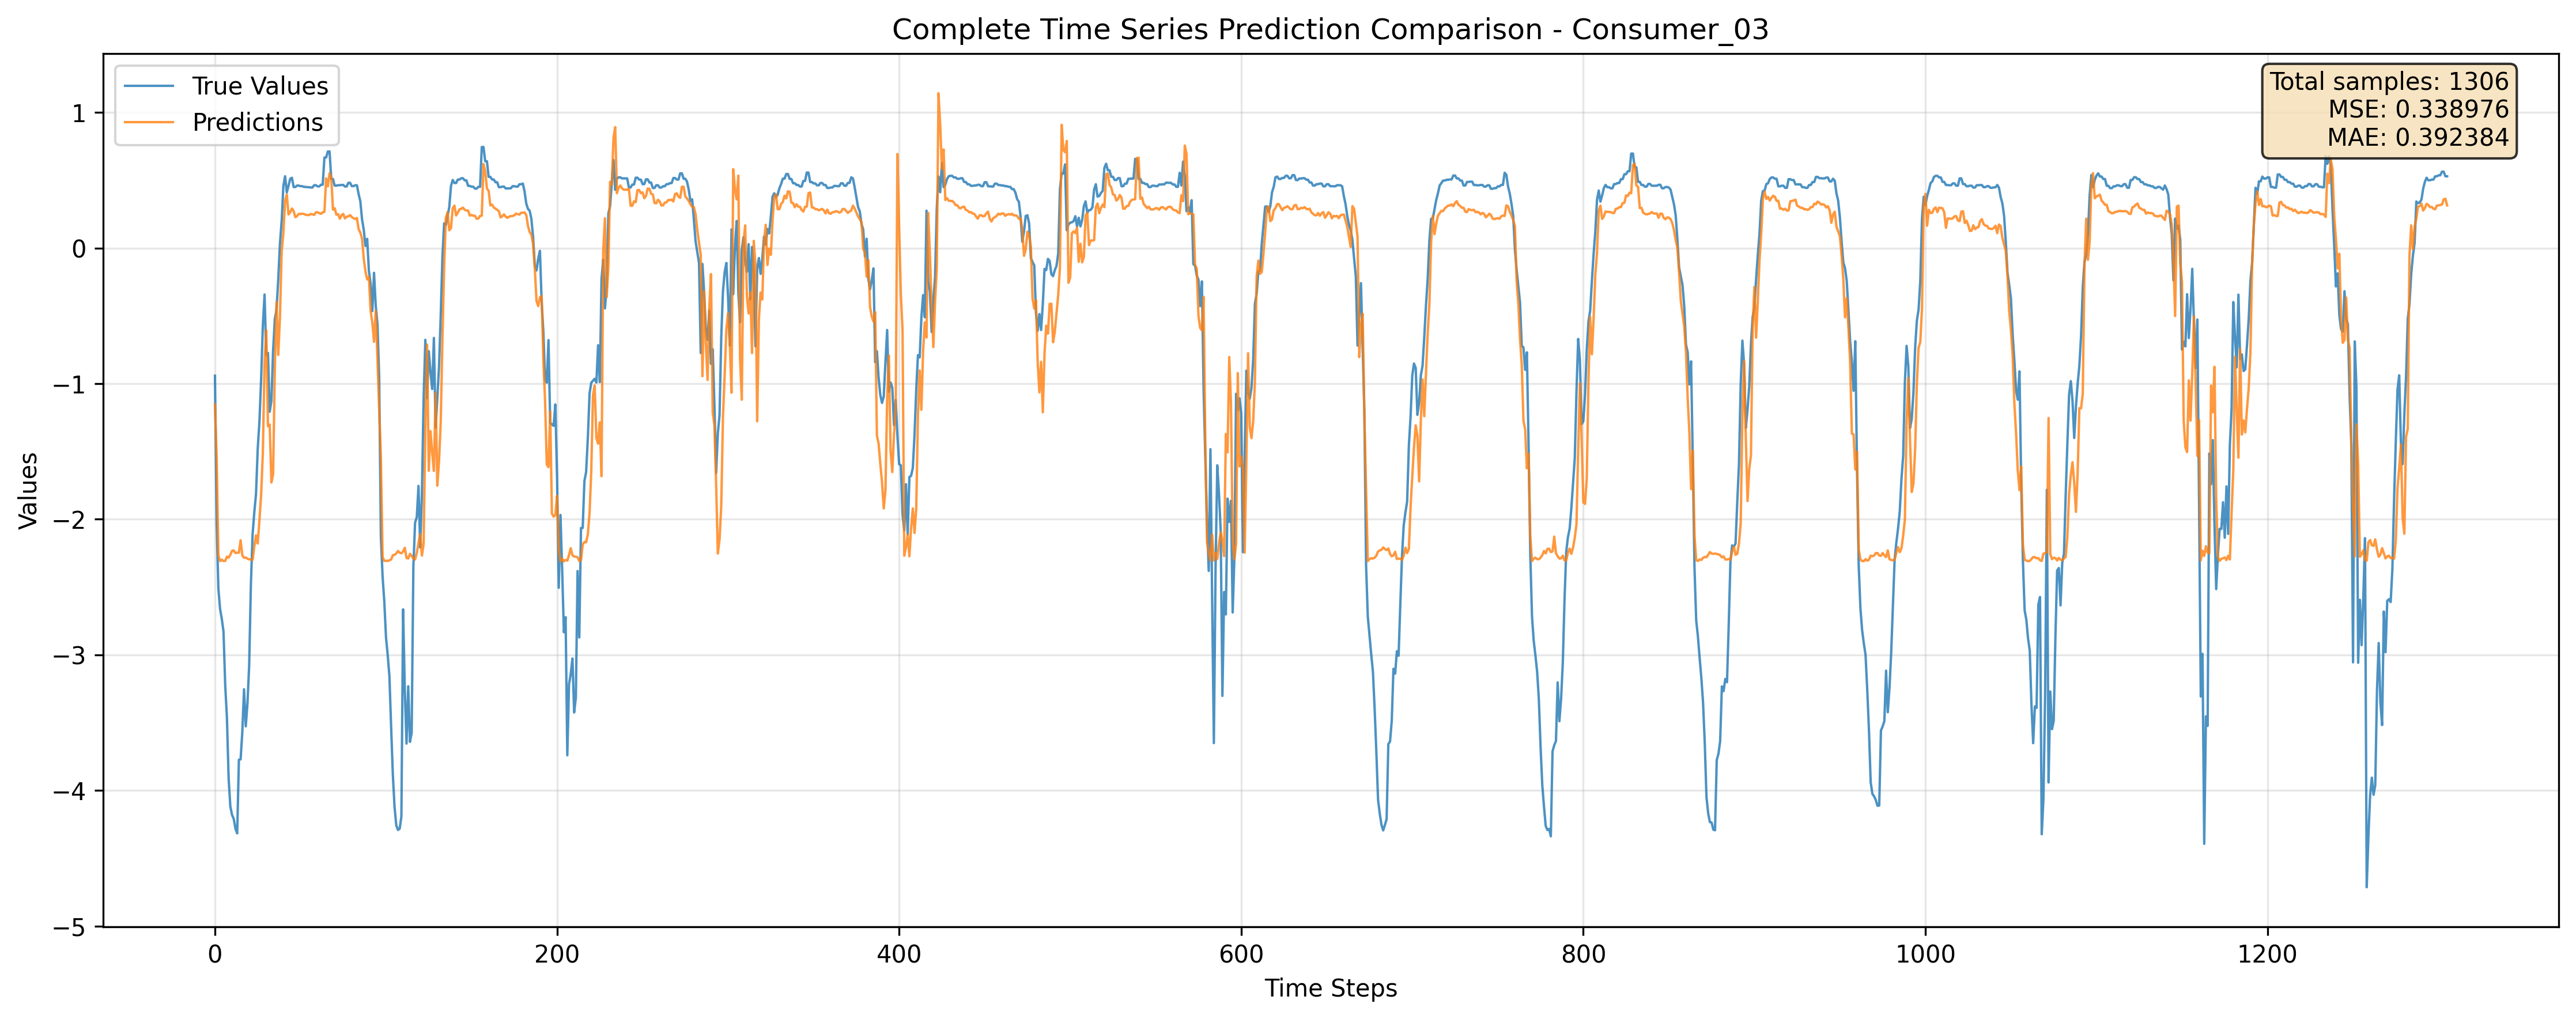 Complete Time Series Prediction Comparison - Consumer_03
True Values
Predictions
Total samples: 1306
MSE: 0.338976
MAE: 0.392384
Values
1
0
−1
−2
−3
−4
−5
0
200
400
600
800
1000
1200
Time Steps